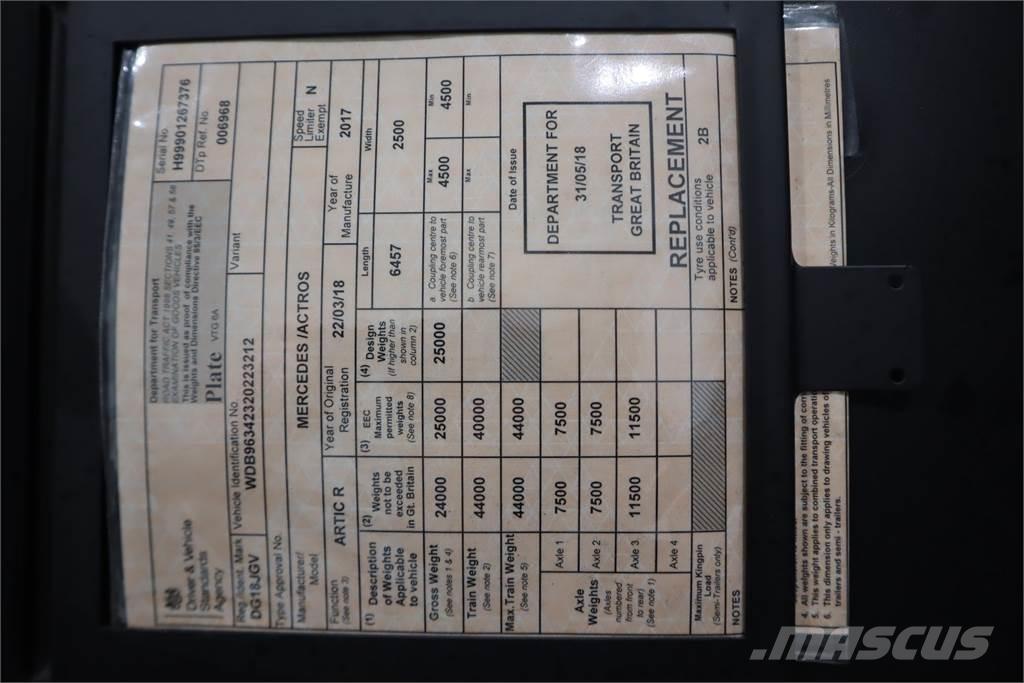 Driver & Vehicle
Standards
Agency
Department for Transport
ROAD TRAFFIC ACT 1988 SECTIONS 41, 49, 57 & 58
EXAMINATION OF GOODS VEHICLES
This is issued as proof of compliance with the
Weights and Dimensions Directive 85/3/EEC
Plate VTG 6A
Serial No
H99901267376
DTp Ref. No.
006968
Reg./Ident. Mark
DG18JGV
Vehicle Identification No.
WDB96342320223212
Variant
Type Approval No.
Manufacturer/
Model
MERCEDES /ACTROS
Speed
Limiter
Exempt
N
Function
(See note 3)
ARTIC R
Year of Original
Registration
22/03/18
Year of
Manufacture
2017
(1) Description
of Weights
Applicable
to vehicle
(2) Weights
not to be
exceeded
in Gt. Britain
(3) EEC
Maximum
permitted
weights
(See note 8)
(4) Design
Weights
(If higher than
shown in
column 2)
Length
6457
Width
2500
Gross Weight
(See notes 1 & 4)
24000
25000
25000
a Coupling centre to
vehicle foremost part
(See note 6)
Max
4500
Min
4500
Train Weight
(See note 2)
44000
40000
b Coupling centre to
vehicle rearmost part
(See note 7)
Max
Min
Max.Train Weight
(See note 5)
44000
44000
Date of Issue
Axle
Weights
(Axles
numbered
from front
to rear)
(See note 1)
Axle 1
7500
7500
Axle 2
7500
7500
Axle 3
11500
11500
Axle 4
DEPARTMENT FOR
31/05/18
TRANSPORT
GREAT BRITAIN
REPLACEMENT
Maximum Kingpin
Load
(Semi-Trailers only)
Tyre use conditions
applicable to vehicle
2B
NOTES
NOTES (Cont'd)
Weights in Kilograms-All Dimensions in Millimetres
4. All weights shown are subject to the fitting of com
5. This weight applies to combined transport operati
6. This dimension only applies to drawing vehicles o
trailers and semi - trailers.
MASCUS